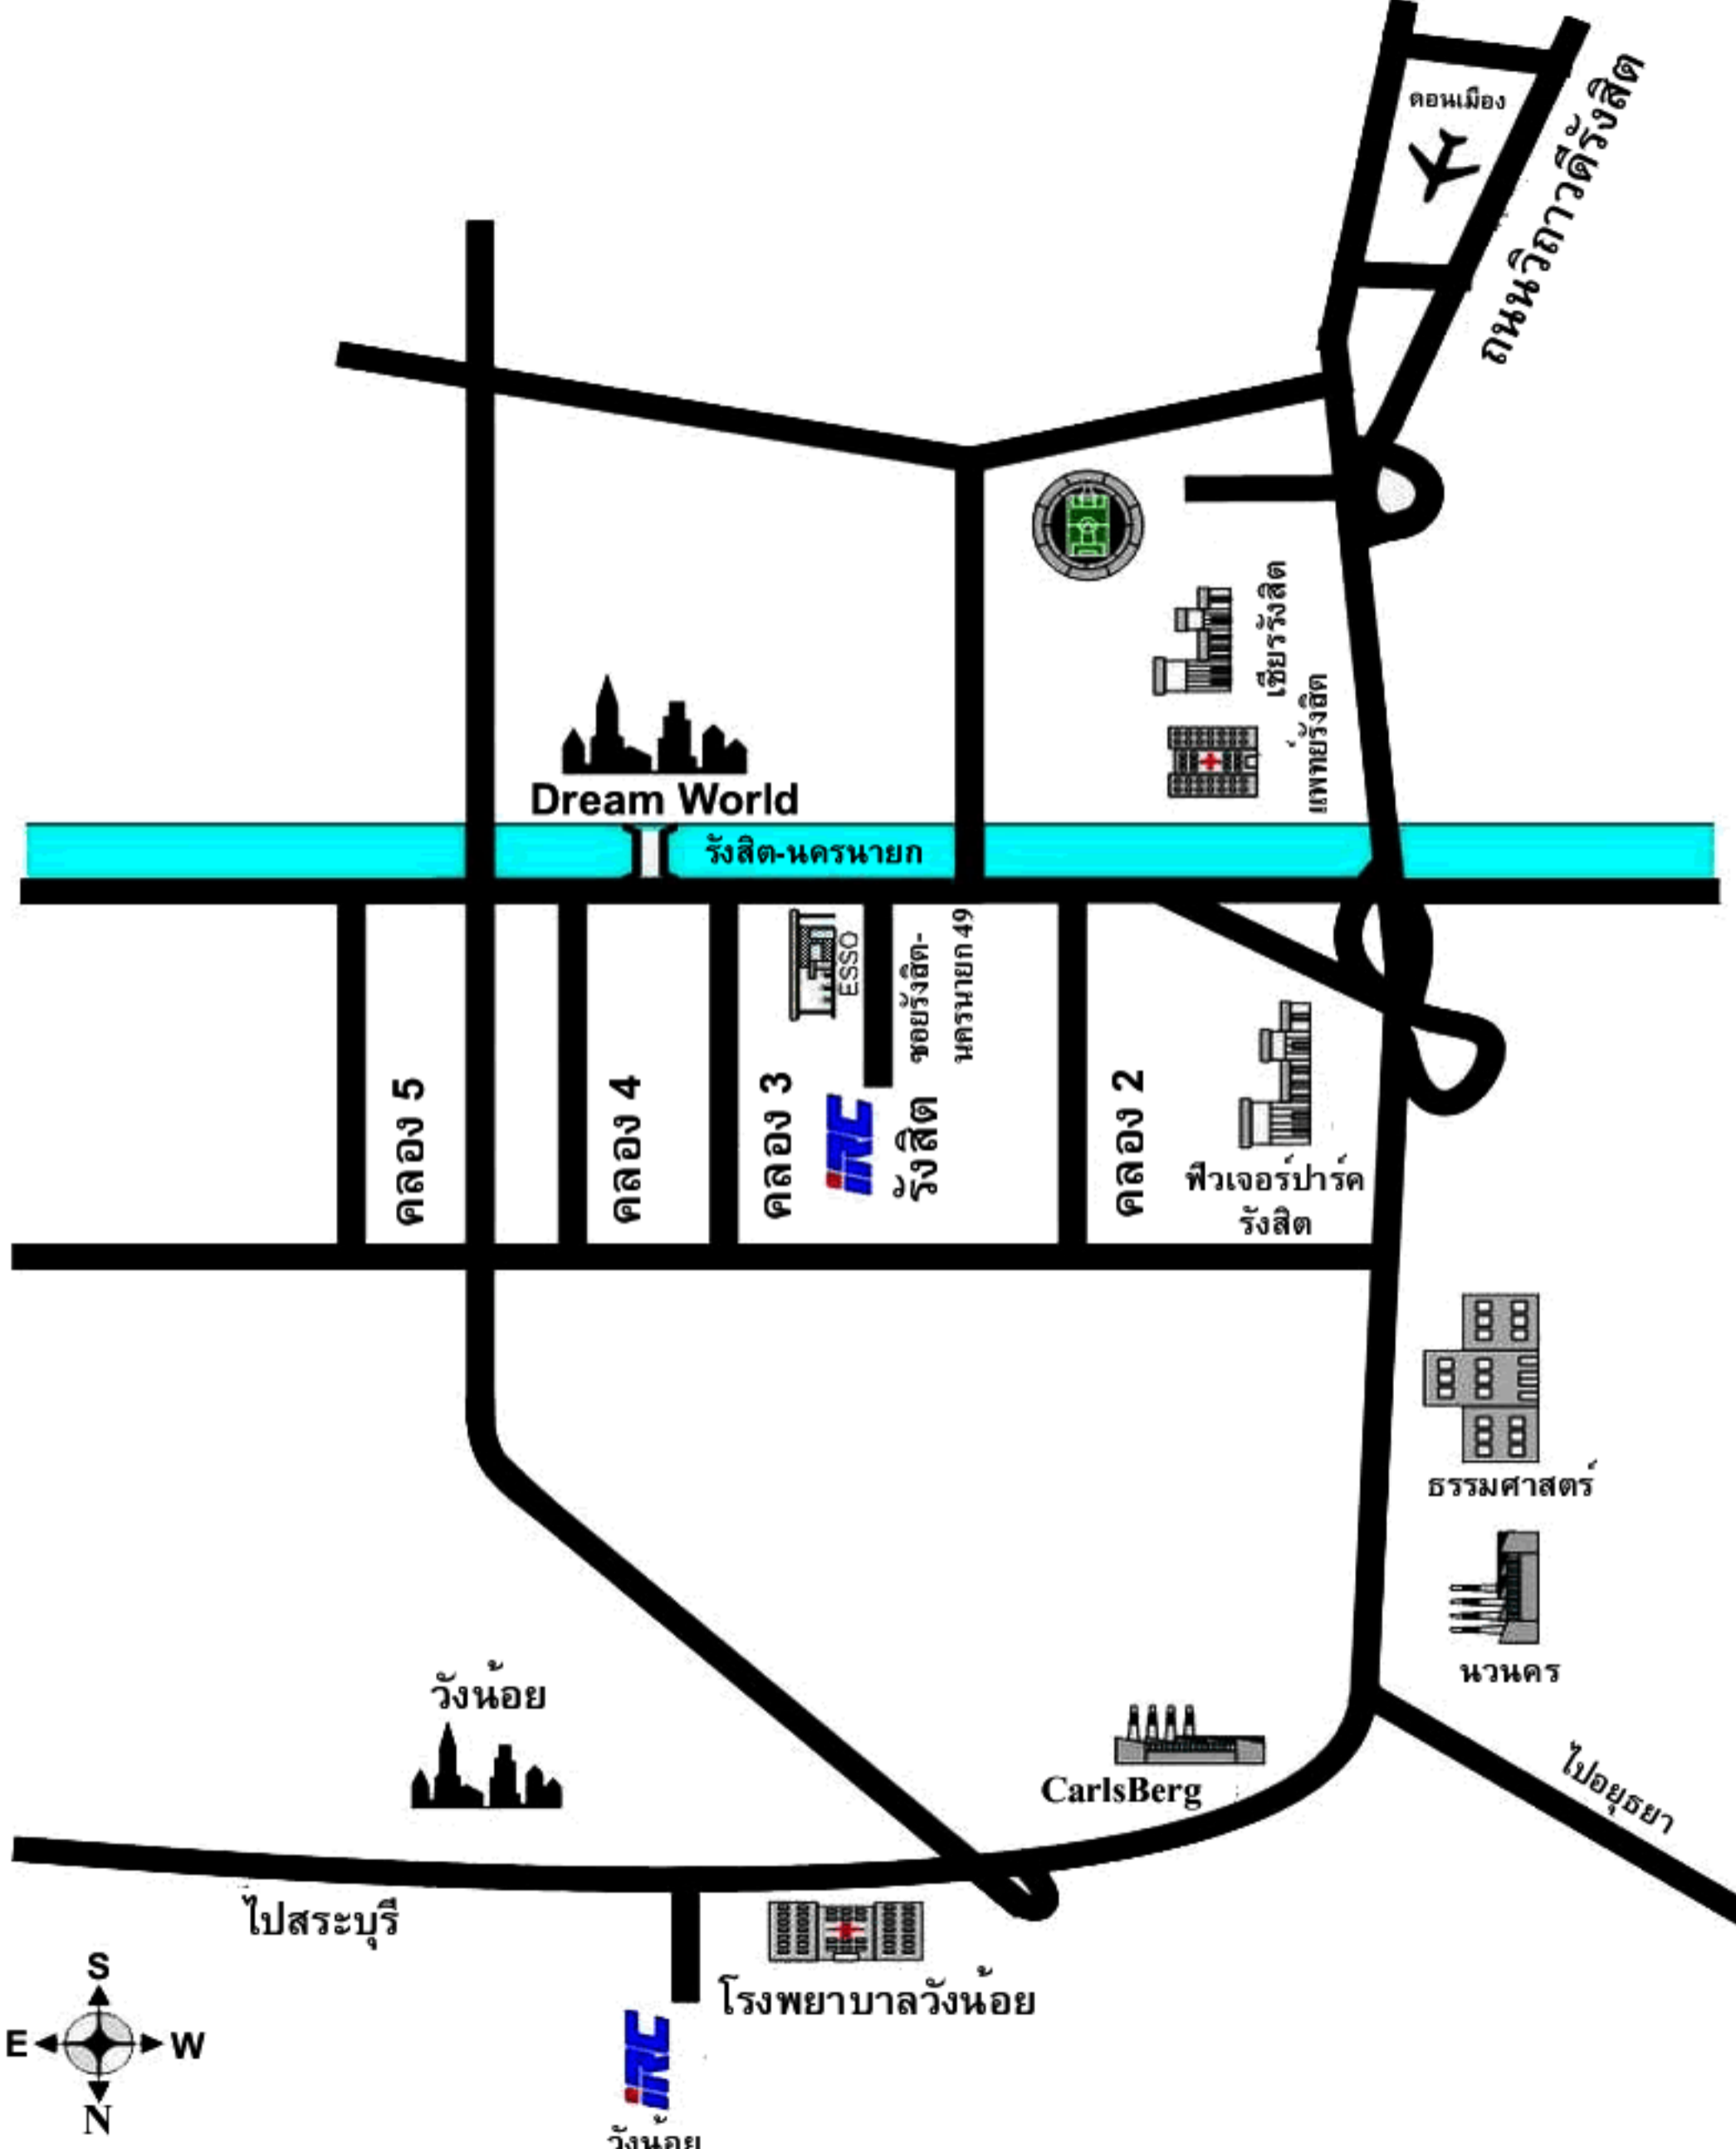 ดอนเมือง
ถนนวิถาวดีรังสิต
เซียร์รังสิต
แพทย์รังสิต
Dream World
รังสิต-นครนายก
ESSO
ซอยรังสิต-
นครนายก 49
คลอง 5
คลอง 4
คลอง 3
IRC
รังสิต
คลอง 2
ฟิวเจอร์ปาร์ค
รังสิต
ธรรมศาสตร์
นวนคร
วังน้อย
CarlsBerg
ไปอยุธยา
ไปสระบุรี
โรงพยาบาลวังน้อย
S
E
W
N
IRC
วังน้อย